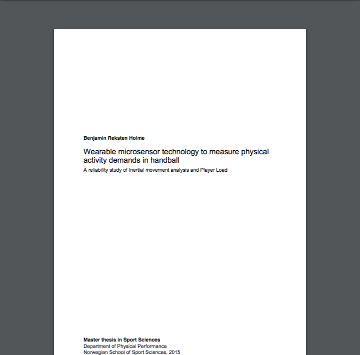 Benjamin Reksten Holme
Wearable microsensor technology to measure physical
activity demands in handball
A reliability study of Inertial movement analysis and Player Load
Master thesis in Sport Sciences
Department of Physical Performance
Norwegian School of Sport Sciences, 2015